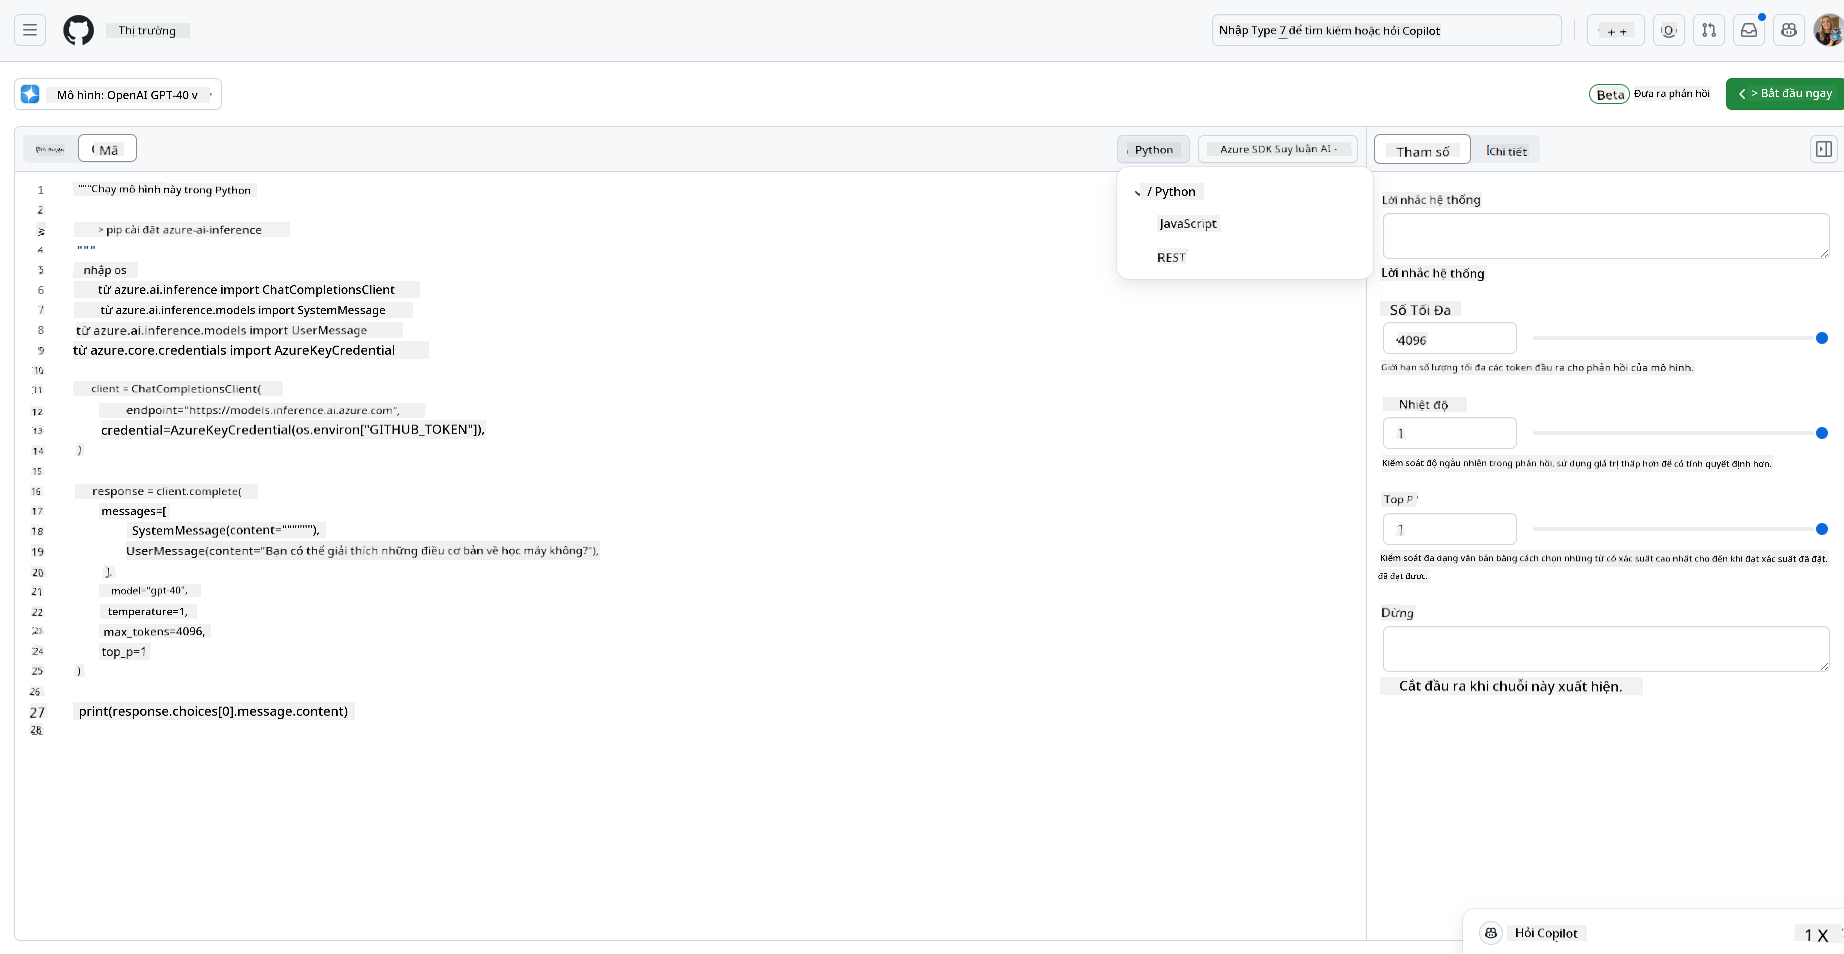 Thị trường
Nhập Type 7 để tìm kiếm hoặc hỏi Copilot
+ +
Mô hình: OpenAI GPT-40 v
Beta Đưa ra phản hồi
< > Bắt đầu ngay
Mã
Python
Azure SDK Suy luận AI -
Tham số
Chi tiết
/ Python
JavaScript
REST
1 """Chạy mô hình này trong Python
2
> pip cài đặt azure-ai-inference
4 """
nhập os
6 từ azure.ai.inference import ChatCompletionsClient
7 từ azure.ai.inference.models import SystemMessage
8 từ azure.ai.inference.models import UserMessage
9 từ azure.core.credentials import AzureKeyCredential
10
11 client = ChatCompletionsClient(
12 endpoint="https://models.inference.ai.azure.com",
13 credential=AzureKeyCredential(os.environ["GITHUB_TOKEN"]),
14 )
15
16 response = client.complete(
17 messages=[
18 SystemMessage(content=""""""),
19 UserMessage(content="Bạn có thể giải thích những điều cơ bản về học máy không?"),
20 ],
21 model="gpt-40",
22 temperature=1,
23 max_tokens=4096,
24 top_p=1
25 )
26
27 print(response.choices[0].message.content)
28
Lời nhắc hệ thống
Lời nhắc hệ thống
Số Tối Đa
4096
Giới hạn số lượng tối đa các token đầu ra cho phản hồi của mô hình.
Nhiệt độ
1
Kiểm soát độ ngẫu nhiên trong phản hồi, sử dụng giá trị thấp hơn để có tính quyết định hơn.
Top P
1
Kiểm soát đa dạng văn bản bằng cách chọn những từ có xác suất cao nhất cho đến khi đạt xác suất đã đặt.
đã đạt được.
Dừng
Cắt đầu ra khi chuỗi này xuất hiện.
Hỏi Copilot
1 X